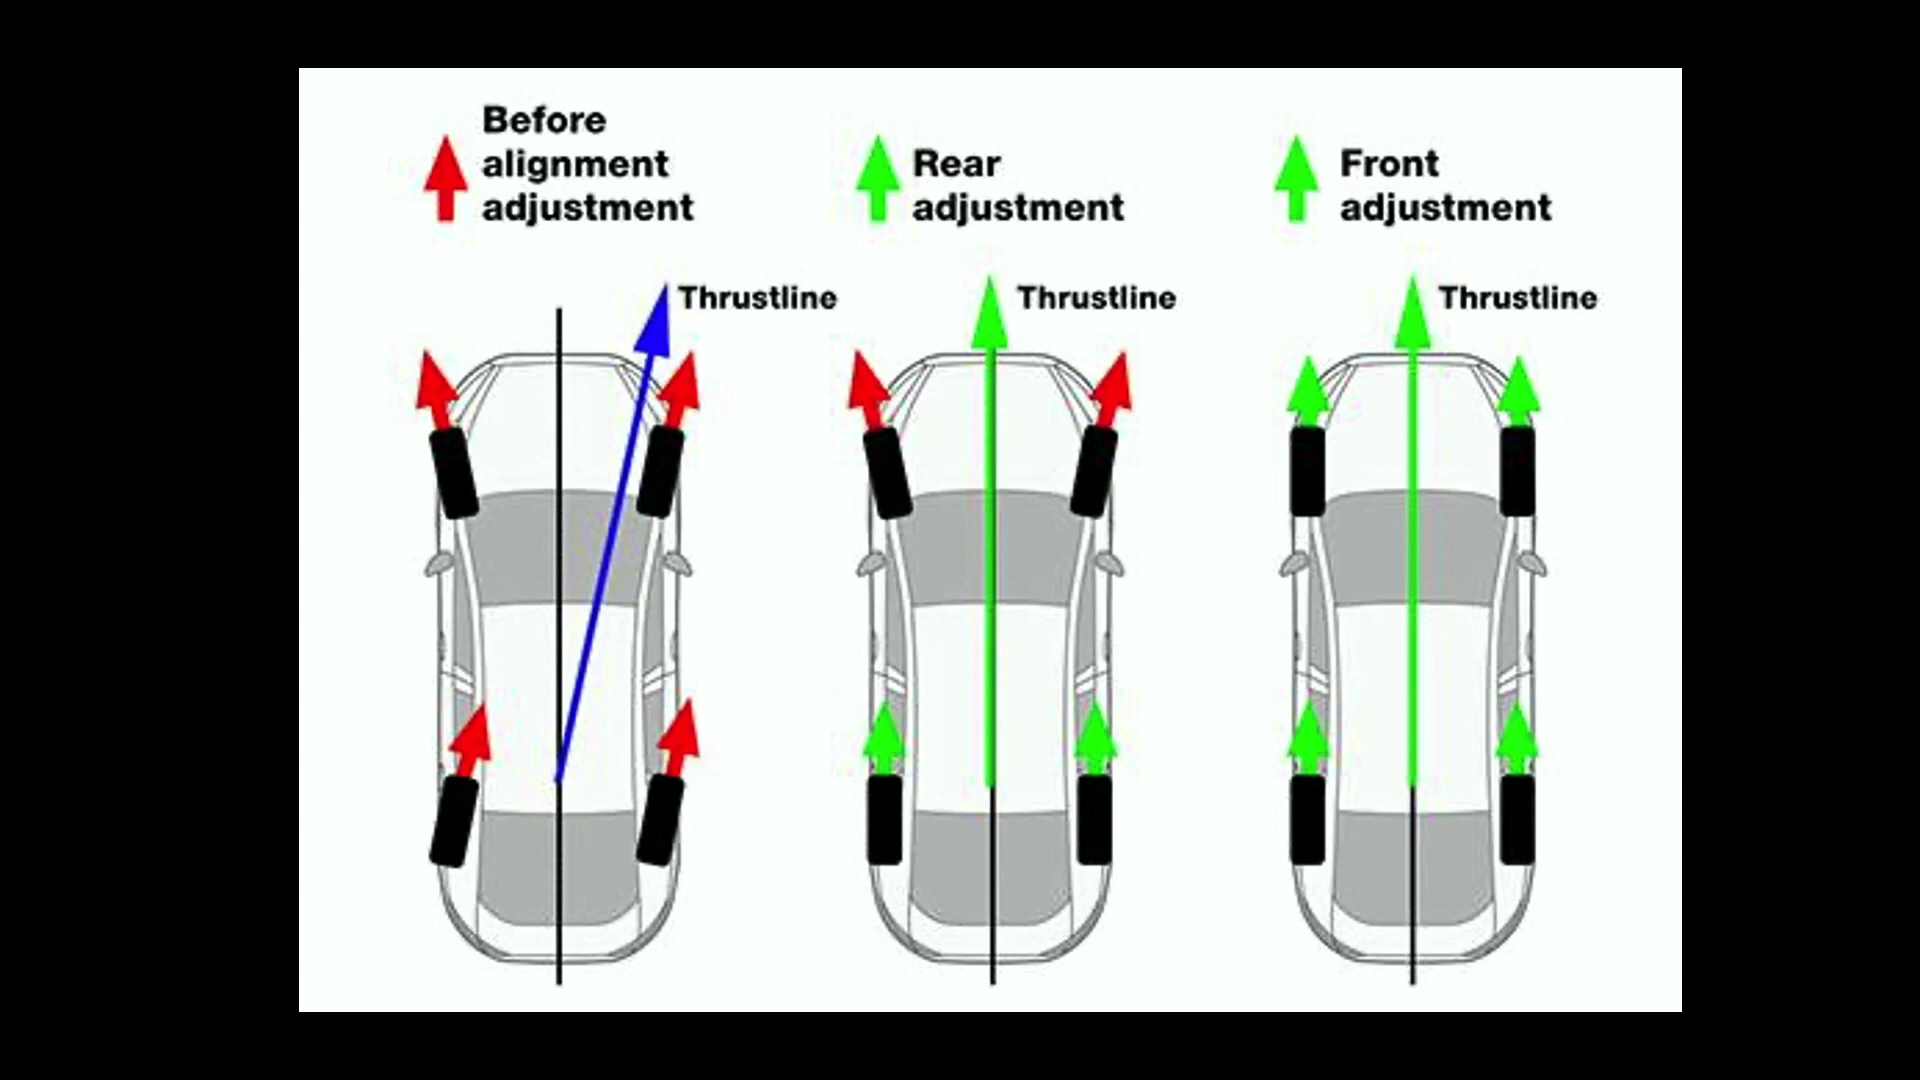 Before
alignment
adjustment
Rear
adjustment
Front
adjustment
Thrustline
Thrustline
Thrustline